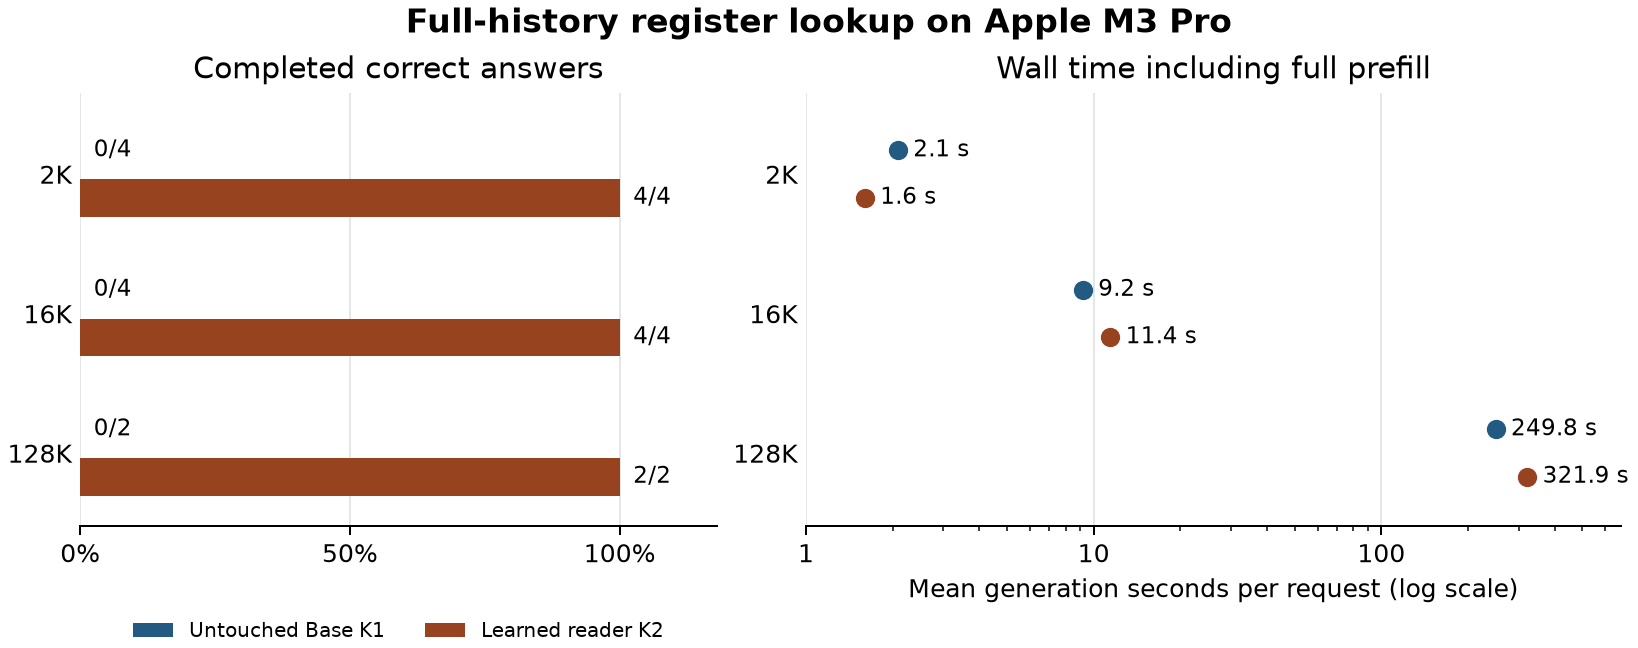 Full-history register lookup on Apple M3 Pro
Completed correct answers
0/4
2K
4/4
0/4
16K
4/4
0/2
128K
2/2
0% 50% 100%
Wall time including full prefill
2.1 s
2K
1.6 s
9.2 s
16K
11.4 s
249.8 s
128K
321.9 s
1 10 100
Mean generation seconds per request (log scale)
Untouched Base K1 Learned reader K2